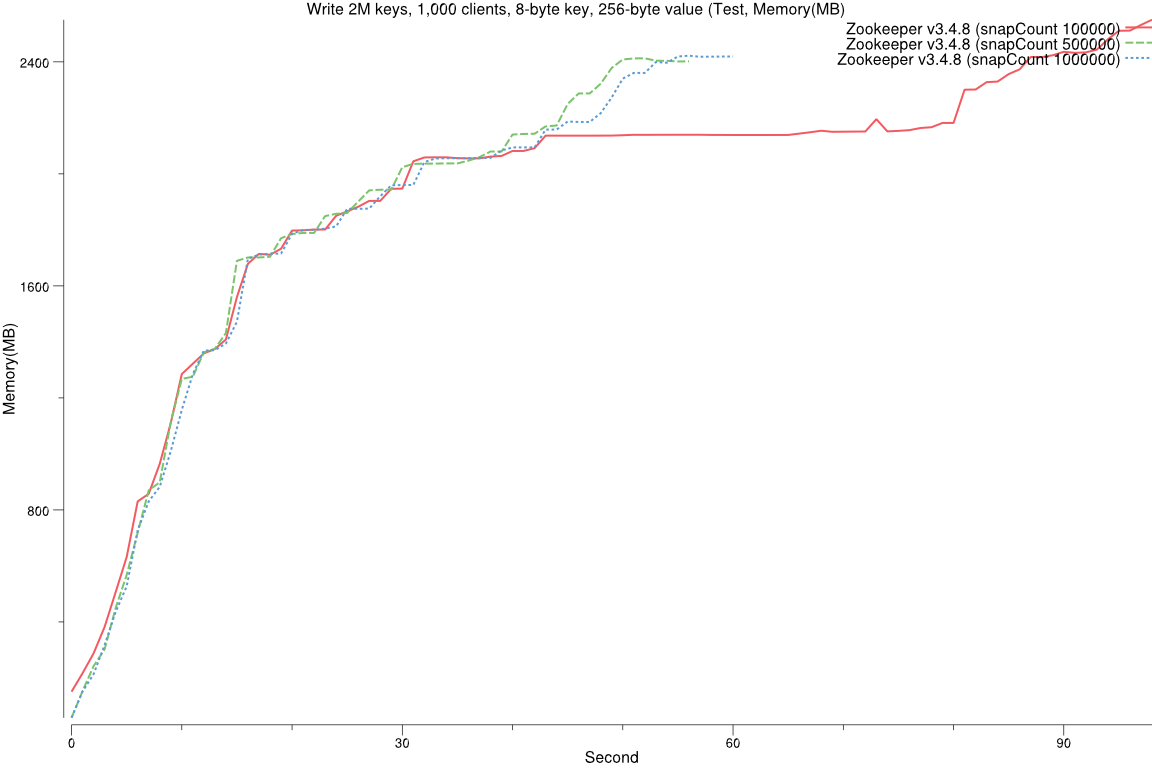 Write 2M keys, 1,000 clients, 8-byte key, 256-byte value (Test, Memory(MB)
Zookeeper v3.4.8 (snapCount 100000)
Zookeeper v3.4.8 (snapCount 500000)
Zookeeper v3.4.8 (snapCount 1000000)
2400
1600
800
Memory(MB)
0 30 60 90
Second